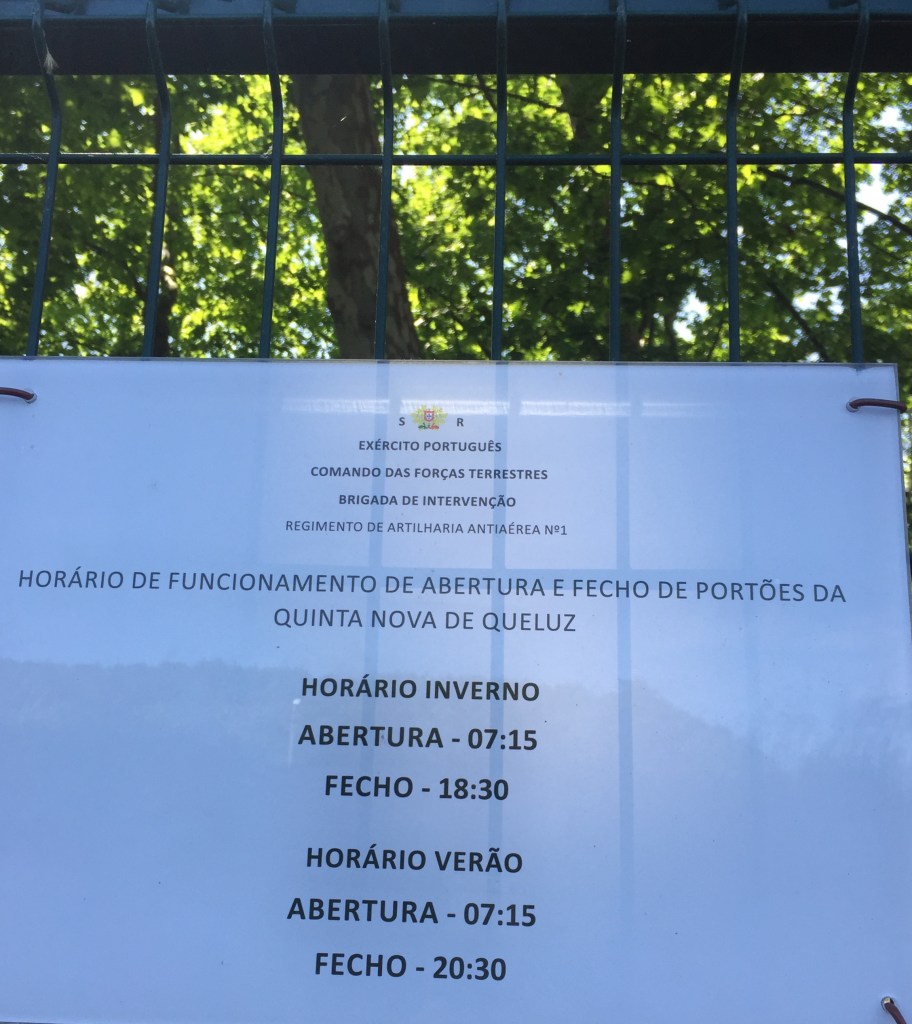 S R
EXÉRCITO PORTUGUÊS
COMANDO DAS FORÇAS TERRESTRES
BRIGADA DE INTERVENÇÃO
REGIMENTO DE ARTILHARIA ANTIAÉREA Nº1
HORÁRIO DE FUNCIONAMENTO DE ABERTURA E FECHO DE PORTÕES DA
QUINTA NOVA DE QUELUZ
HORÁRIO INVERNO
ABERTURA - 07:15
FECHO - 18:30
HORÁRIO VERÃO
ABERTURA - 07:15
FECHO - 20:30